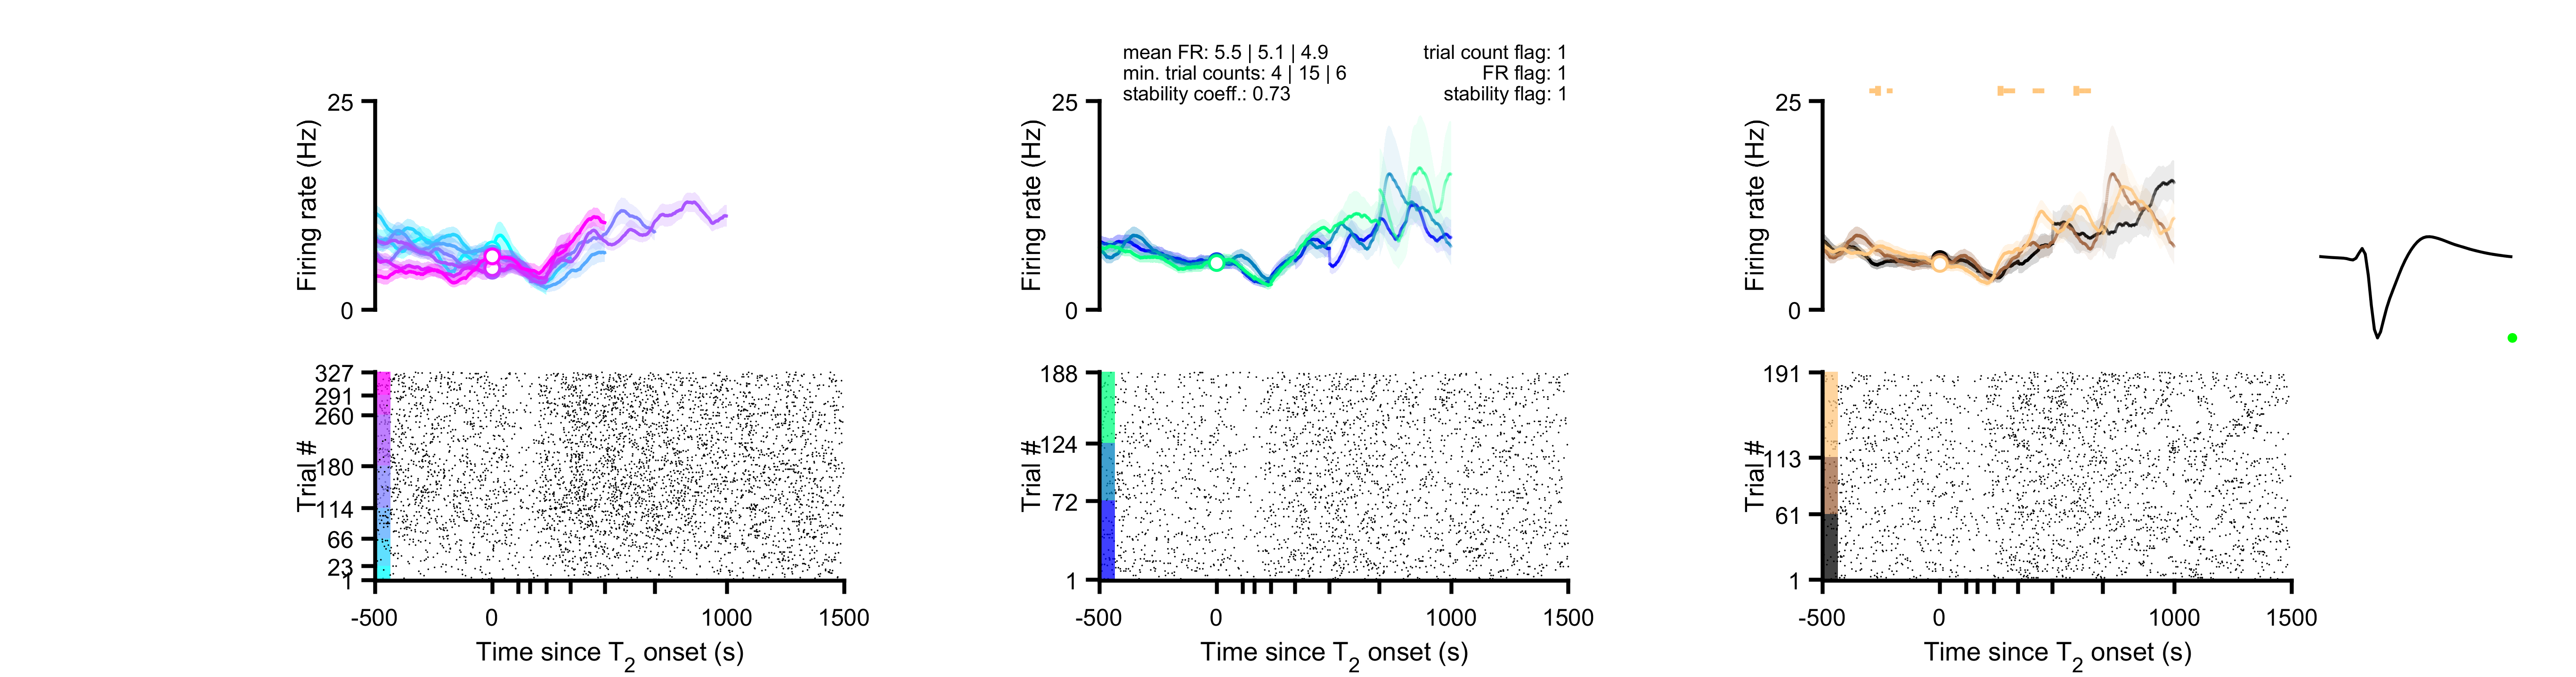 mean FR: 5.5 | 5.1 | 4.9
min. trial counts: 4 | 15 | 6
stability coeff.: 0.73
trial count flag: 1
FR flag: 1
stability flag: 1
Firing rate (Hz)
25
0
Trial #
327
291
260
180
114
66
23
1
-500
0
1000
1500
Time since T2 onset (s)
Firing rate (Hz)
25
0
Trial #
188
124
72
1
-500
0
1000
1500
Time since T2 onset (s)
Firing rate (Hz)
25
0
Trial #
191
113
61
1
-500
0
1000
1500
Time since T2 onset (s)